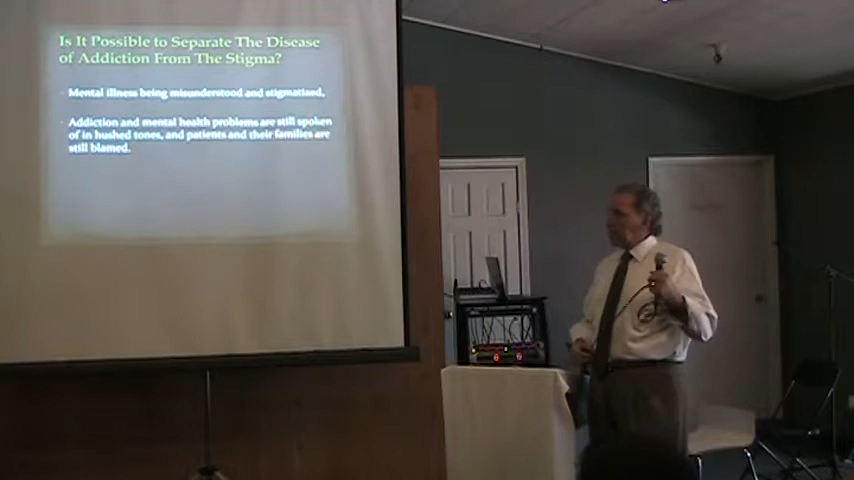 Is It Possible to Separate The Disease
of Addiction From The Stigma?
Mental illness being misunderstood and stigmatized,
Addiction and mental health problems are still spoken
of in hushed tones, and patients and their families are
still blamed.